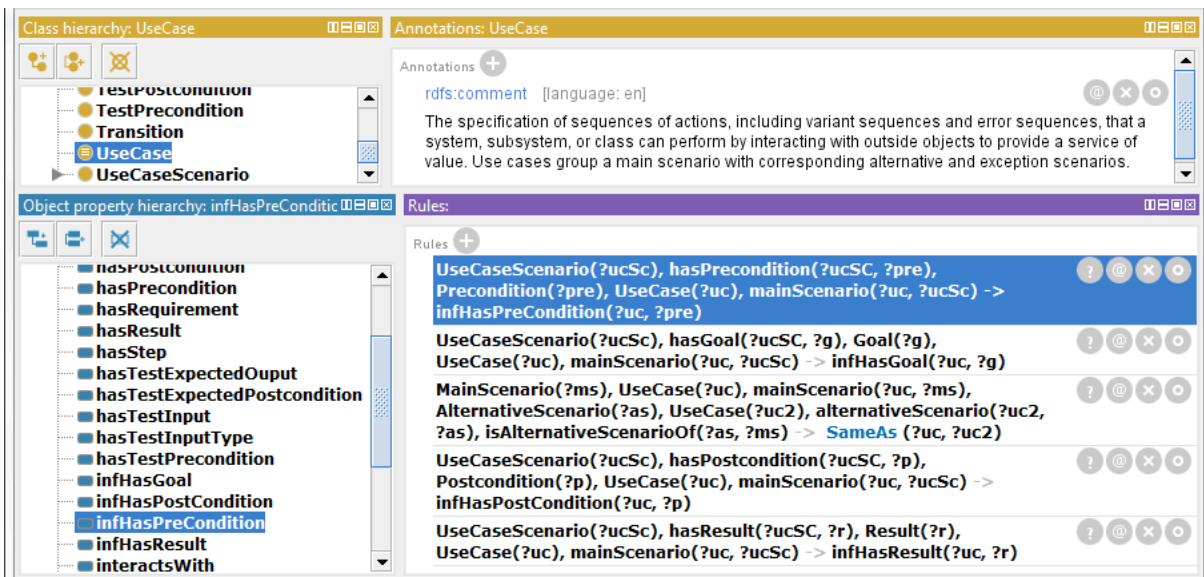 Class hierarchy: UseCase
TestPostcondition
TestPrecondition
Transition
UseCase
UseCaseScenario
Annotations: UseCase
Annotations
rdfs:comment [language: en]
The specification of sequences of actions, including variant sequences and error sequences, that a
system, subsystem, or class can perform by interacting with outside objects to provide a service of
value. Use cases group a main scenario with corresponding alternative and exception scenarios.
Object property hierarchy: infHasPreConditic
hasPostcondition
hasPrecondition
hasRequirement
hasResult
hasStep
hasTestExpectedOuput
hasTestExpectedPostcondition
hasTestInput
hasTestInputType
hasTestPrecondition
infHasGoal
infHasPostCondition
infHasPreCondition
infHasResult
interactsWith
Rules:
Rules
UseCaseScenario(?ucSc), hasPrecondition(?ucSC, ?pre),
Precondition(?pre), UseCase(?uc), mainScenario(?uc, ?ucSc) ->
infHasPreCondition(?uc, ?pre)
UseCaseScenario(?ucSc), hasGoal(?ucSC, ?g), Goal(?g),
UseCase(?uc), mainScenario(?uc, ?ucSc) -> infHasGoal(?uc, ?g)
MainScenario(?ms), UseCase(?uc), mainScenario(?uc, ?ms),
AlternativeScenario(?as), UseCase(?uc2), alternativeScenario(?uc2,
?as), isAlternativeScenarioOf(?as, ?ms) -> SameAs (?uc, ?uc2)
UseCaseScenario(?ucSc), hasPostcondition(?ucSC, ?p),
Postcondition(?p), UseCase(?uc), mainScenario(?uc, ?ucSc) ->
infHasPostCondition(?uc, ?p)
UseCaseScenario(?ucSc), hasResult(?ucSC, ?r), Result(?r),
UseCase(?uc), mainScenario(?uc, ?ucSc) -> infHasResult(?uc, ?r)